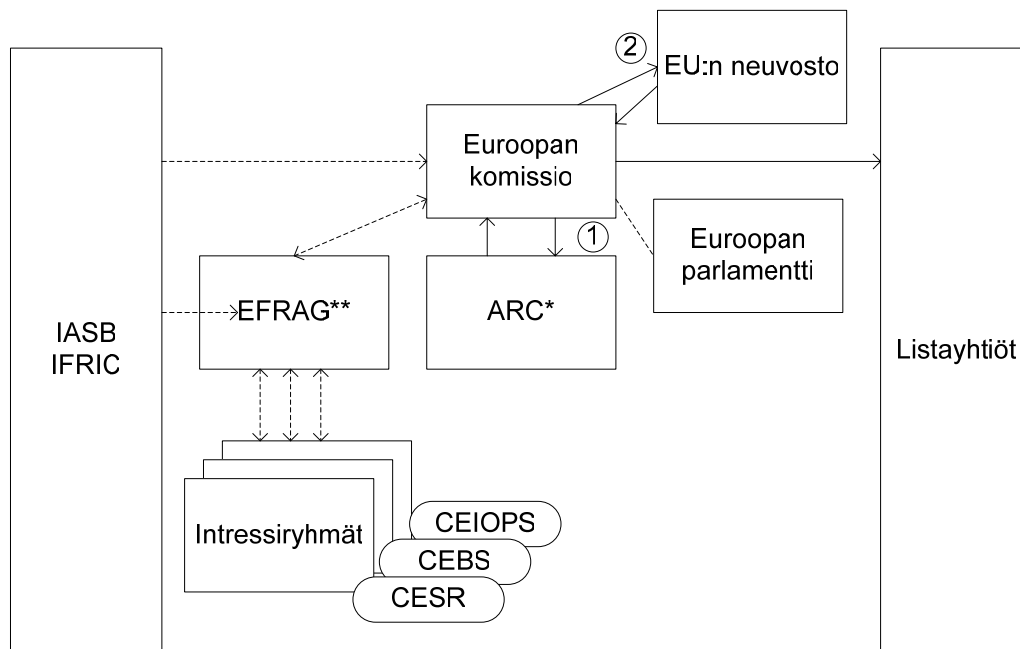 ②
EU:n neuvosto
Euroopan
komissio
①
Euroopan
parlamentti
EFRAG**
ARC*
IASB
IFRIC
Listayhtiöt
Intressiryhmät
CEIOPS
CEBS
CESR